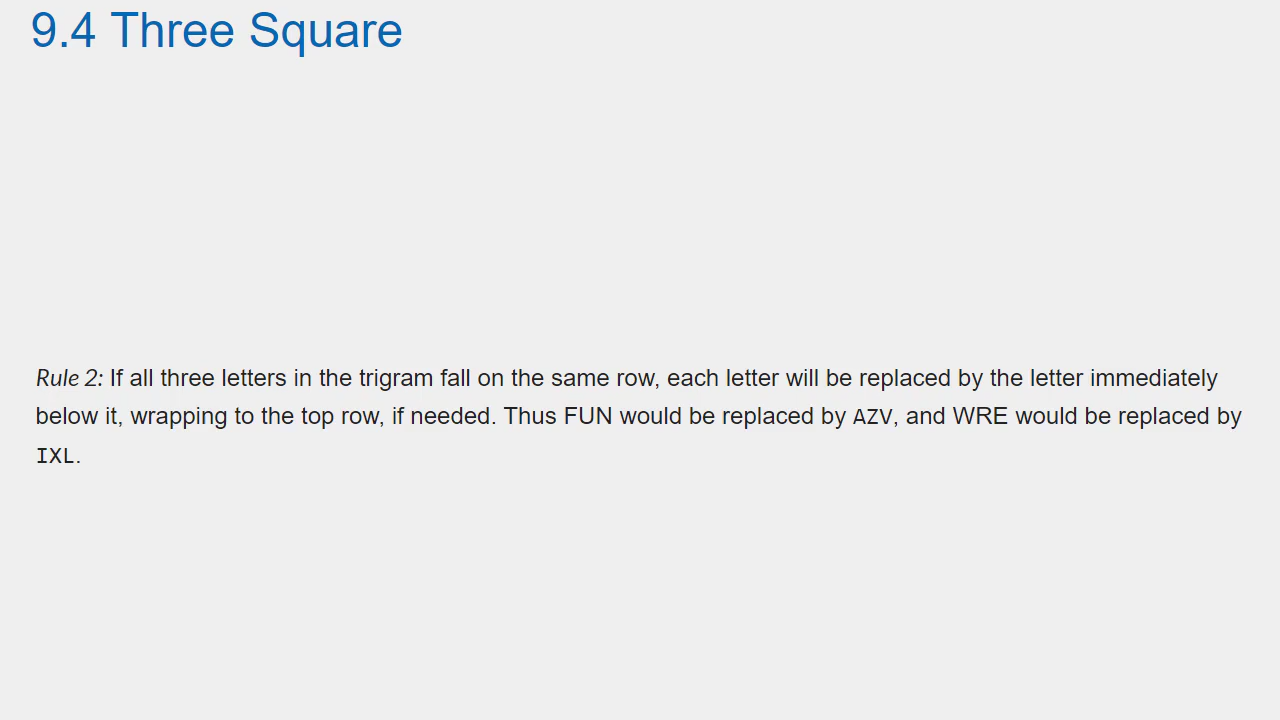 9.4 Three Square
Rule 2: If all three letters in the trigram fall on the same row, each letter will be replaced by the letter immediately
below it, wrapping to the top row, if needed. Thus FUN would be replaced by AZV, and WRE would be replaced by
IXL.